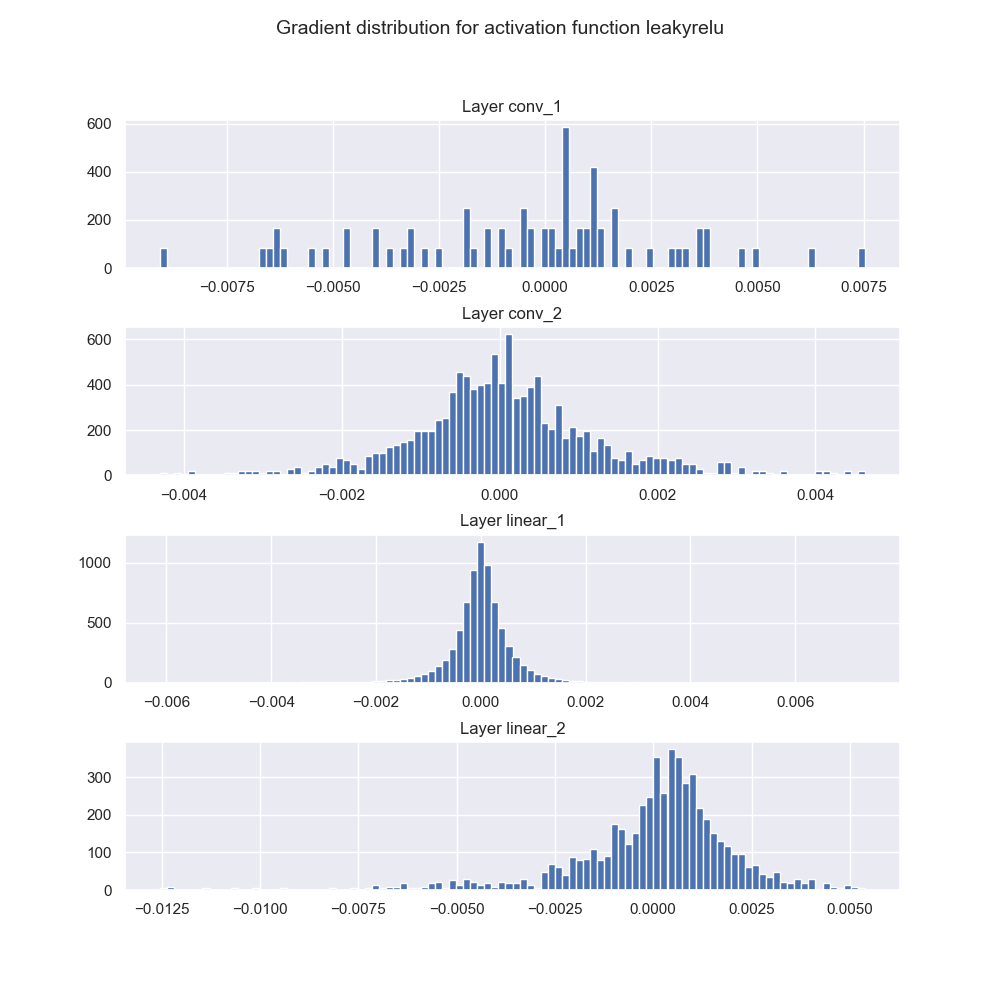 Gradient distribution for activation function leakyrelu
Layer conv_1
600
400
200
0
−0.0075 −0.0050 −0.0025 0.0000 0.0025 0.0050 0.0075
Layer conv_2
600
400
200
0
−0.004 −0.002 0.000 0.002 0.004
Layer linear_1
1000
500
0
−0.006 −0.004 −0.002 0.000 0.002 0.004 0.006
Layer linear_2
300
200
100
0
−0.0125 −0.0100 −0.0075 −0.0050 −0.0025 0.0000 0.0025 0.0050